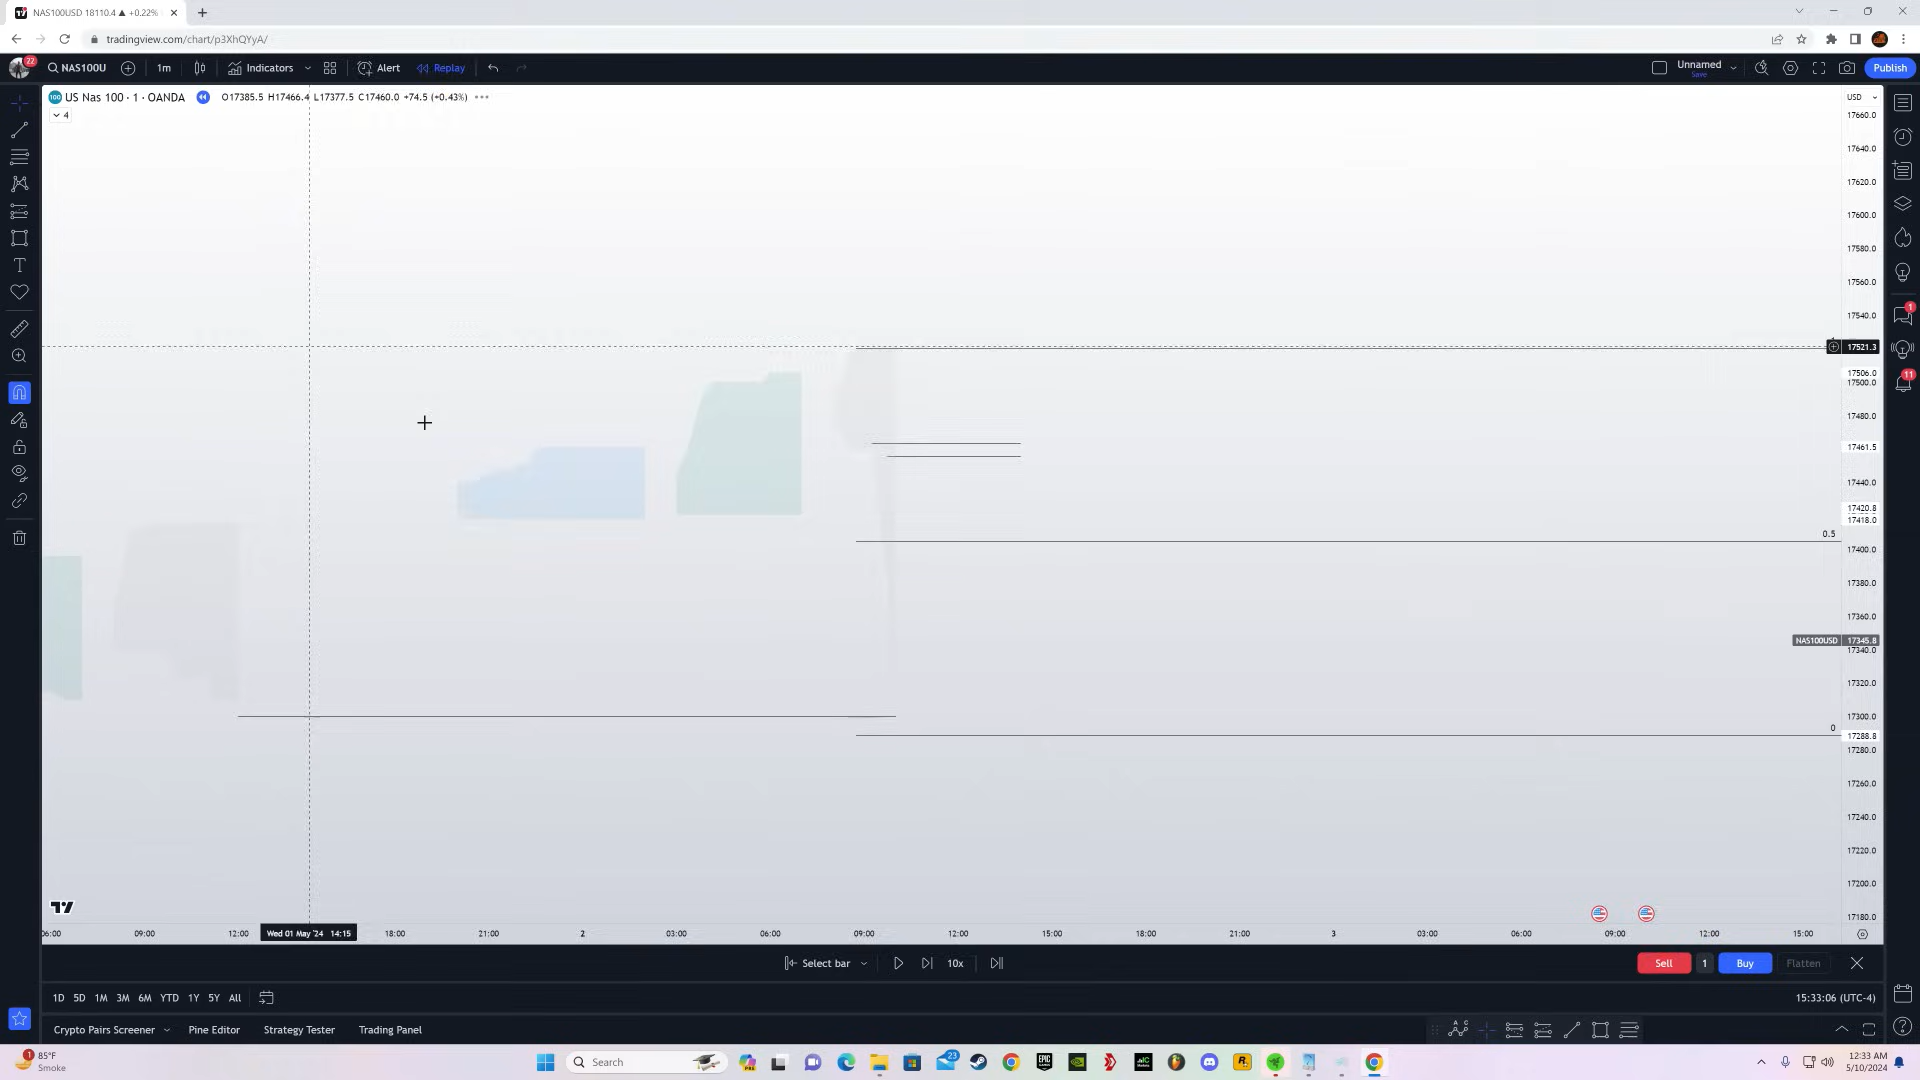 NAS100USD 18110.4 ▲ +0.22%
tradingview.com/chart/p3XhQYyA/
22
NAS100U
1m
Indicators
Alert
Replay
Unnamed
Save
Publish
US Nas 100 · 1 · OANDA
O17385.5 H17466.4 L17377.5 C17460.0 +74.5 (+0.43%)
USD
4
17660.0
17640.0
17620.0
17600.0
17580.0
17560.0
17540.0
17521.3
17506.0
17500.0
17480.0
17461.5
17440.0
17420.8
17418.0
0.5
17400.0
17380.0
17360.0
NAS100USD 17345.8
17340.0
17320.0
17300.0
0
17288.8
17280.0
17260.0
17240.0
17220.0
17200.0
17180.0
1
11
06:00 09:00 12:00 Wed 01 May '24 14:15 18:00 21:00 2 03:00 06:00 09:00 12:00 15:00 18:00 21:00 3 03:00 06:00 09:00 12:00 15:00
Select bar
10x
Sell
1
Buy
Flatten
1D 5D 1M 3M 6M YTD 1Y 5Y All
15:33:06 (UTC-4)
Crypto Pairs Screener
Pine Editor
Strategy Tester
Trading Panel
1
85°F
Smoke
Search
23
12:33 AM
5/10/2024